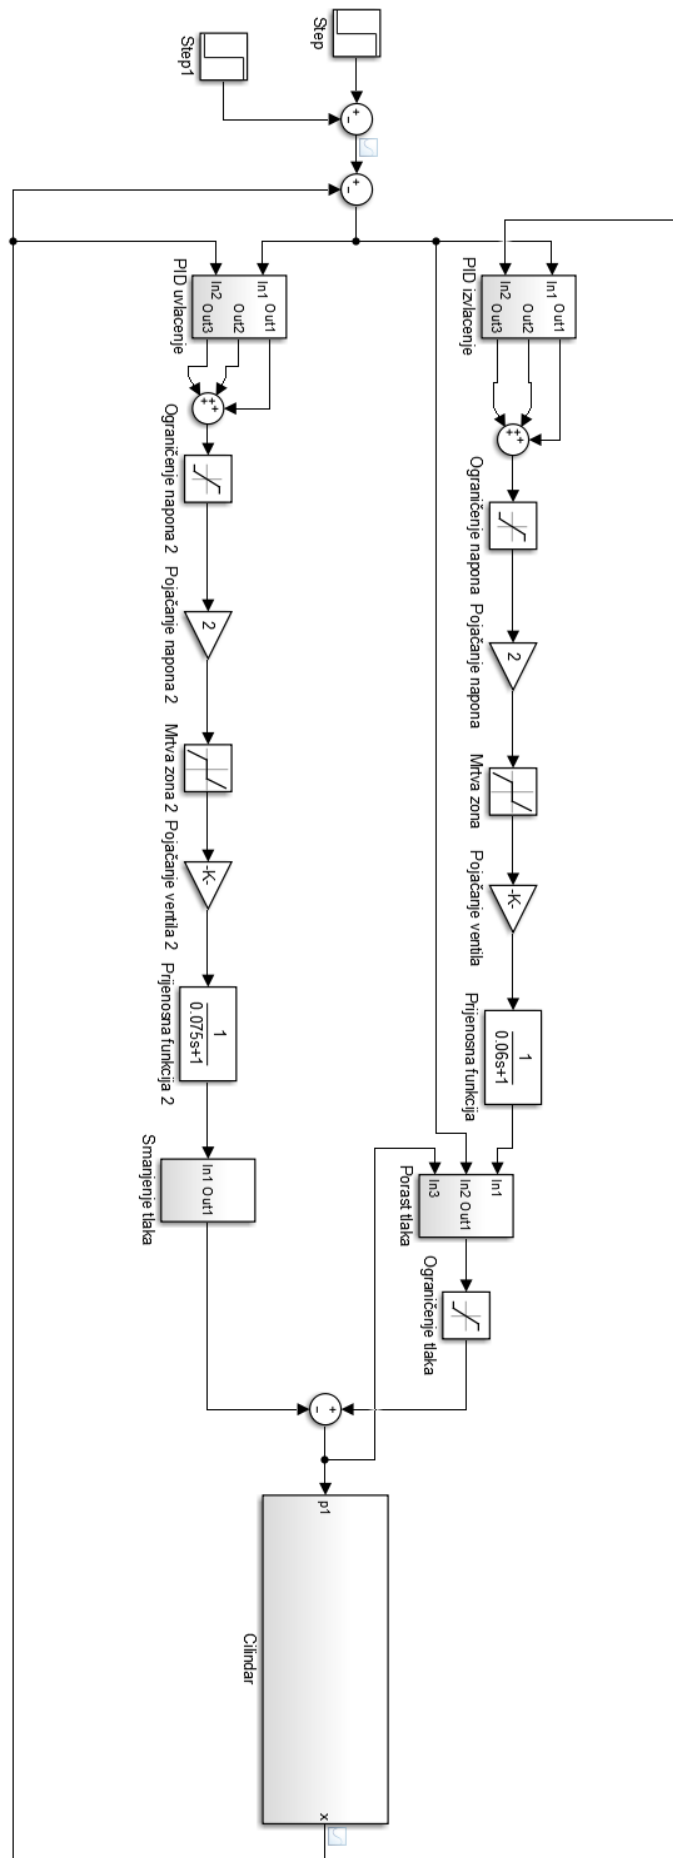 Step
Step1
+
−
+
−
In1
In2
Out1
Out2
Out3
PID izvlacenje
+
+
+
Ograničenje napona
2
Pojačanje napona
Mrtva zona
-K-
Pojačanje ventila
1
0.06s+1
Prijenosna funkcija
In1
In2 Out1
In3
Porast tlaka
Ograničenje tlaka
In1
In2
Out1
Out2
Out3
PID uvlacenje
+
+
+
Ograničenje napona 2
2
Pojačanje napona 2
Mrtva zona 2
-K-
Pojačanje ventila 2
1
0.075s+1
Prijenosna funkcija 2
In1 Out1
Smanjenje tlaka
+
−
p1
x
Cilindar